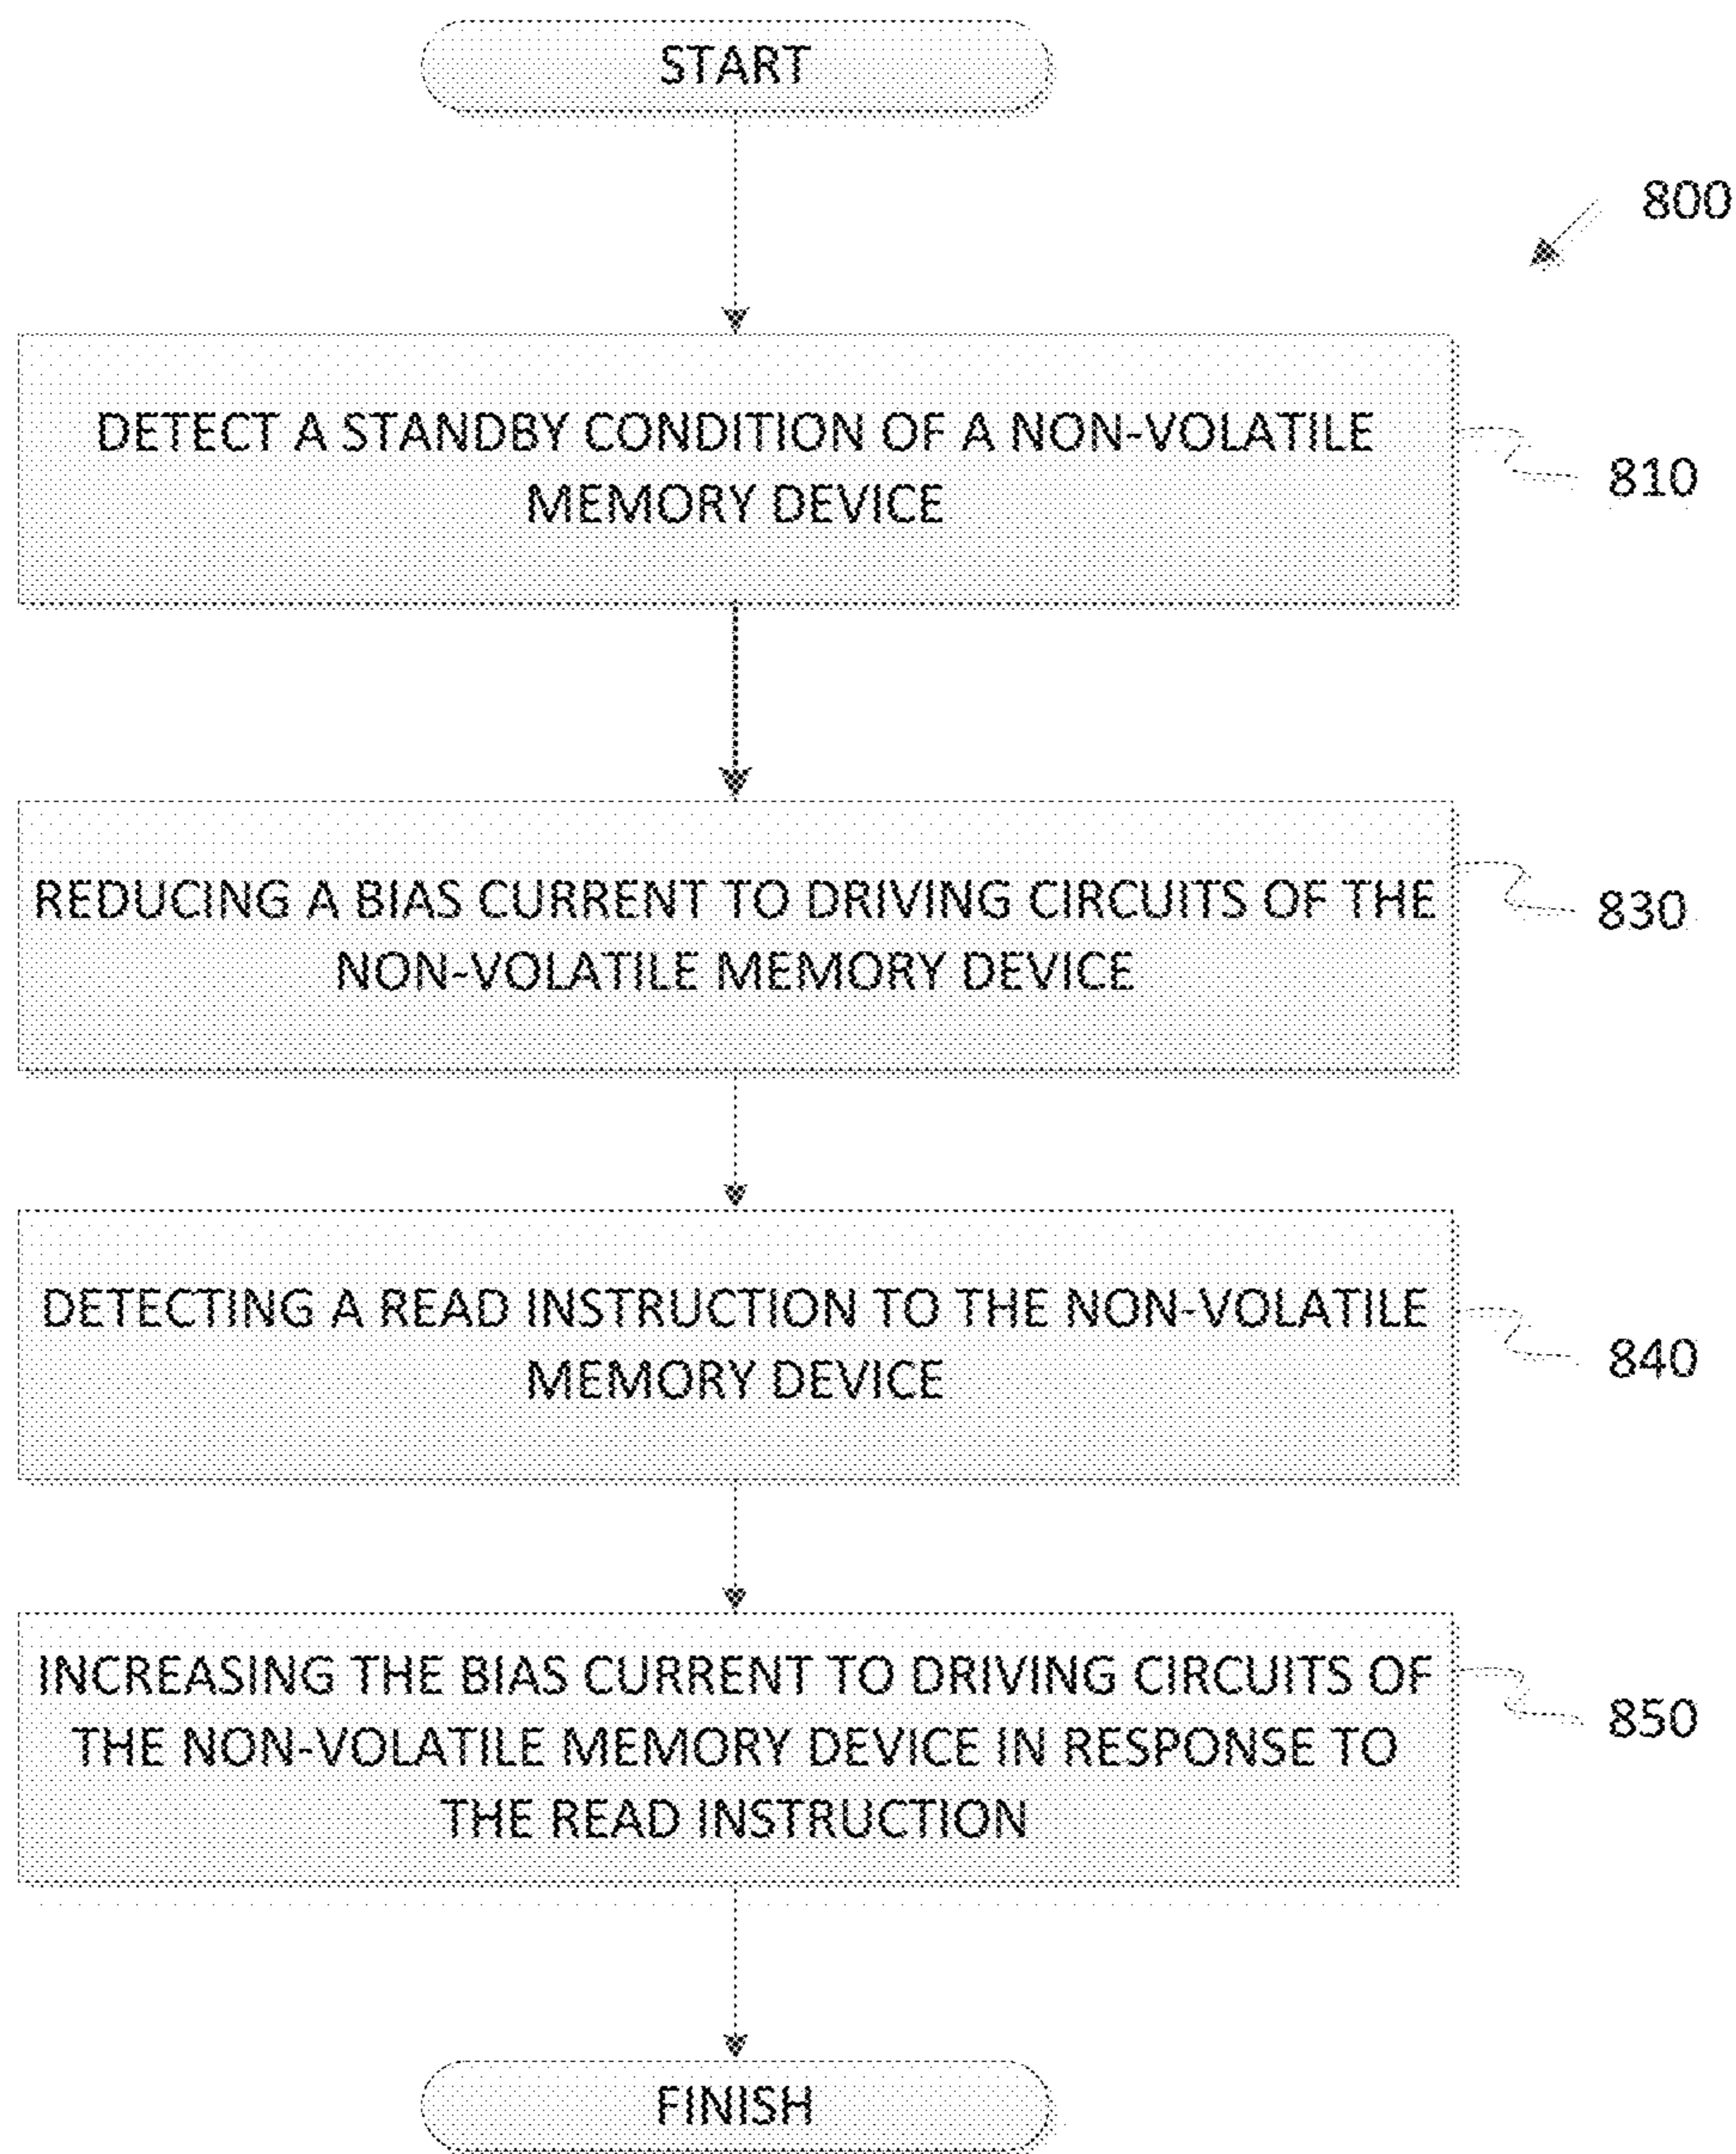 START
800
DETECT A STANDBY CONDITION OF A NON-VOLATILE
MEMORY DEVICE
810
REDUCING A BIAS CURRENT TO DRIVING CIRCUITS OF THE
NON-VOLATILE MEMORY DEVICE
830
DETECTING A READ INSTRUCTION TO THE NON-VOLATILE
MEMORY DEVICE
840
INCREASING THE BIAS CURRENT TO DRIVING CIRCUITS OF
THE NON-VOLATILE MEMORY DEVICE IN RESPONSE TO
THE READ INSTRUCTION
850
FINISH